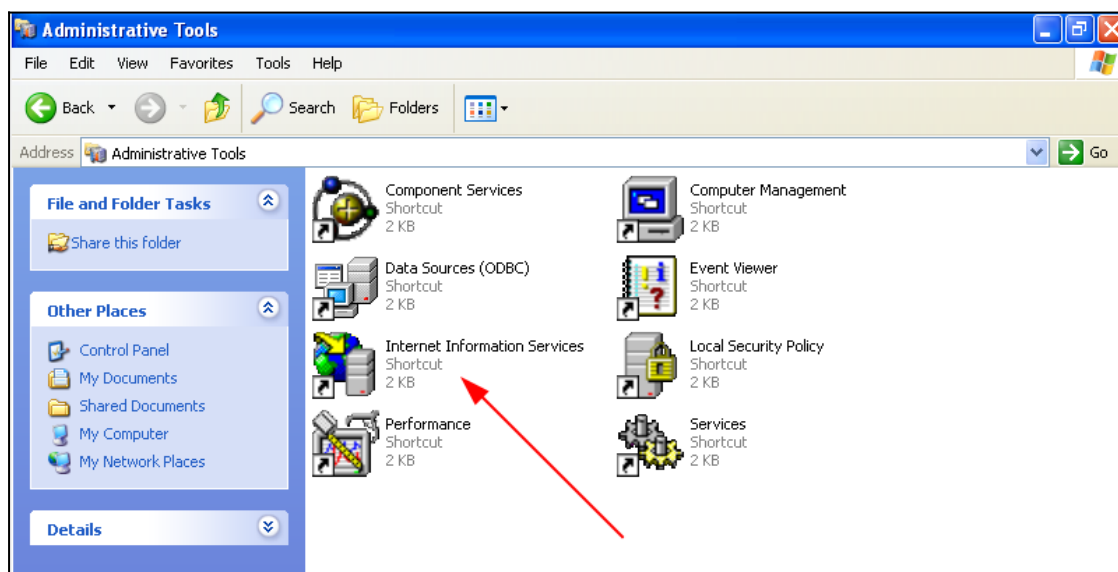 Administrative Tools
File Edit View Favorites Tools Help
Back Search Folders
Address Administrative Tools Go
File and Folder Tasks
Share this folder
Other Places
Control Panel
My Documents
Shared Documents
My Computer
My Network Places
Details
Component Services
Shortcut
2 KB
Computer Management
Shortcut
2 KB
Data Sources (ODBC)
Shortcut
2 KB
Event Viewer
Shortcut
2 KB
Internet Information Services
Shortcut
2 KB
Local Security Policy
Shortcut
2 KB
Performance
Shortcut
2 KB
Services
Shortcut
2 KB